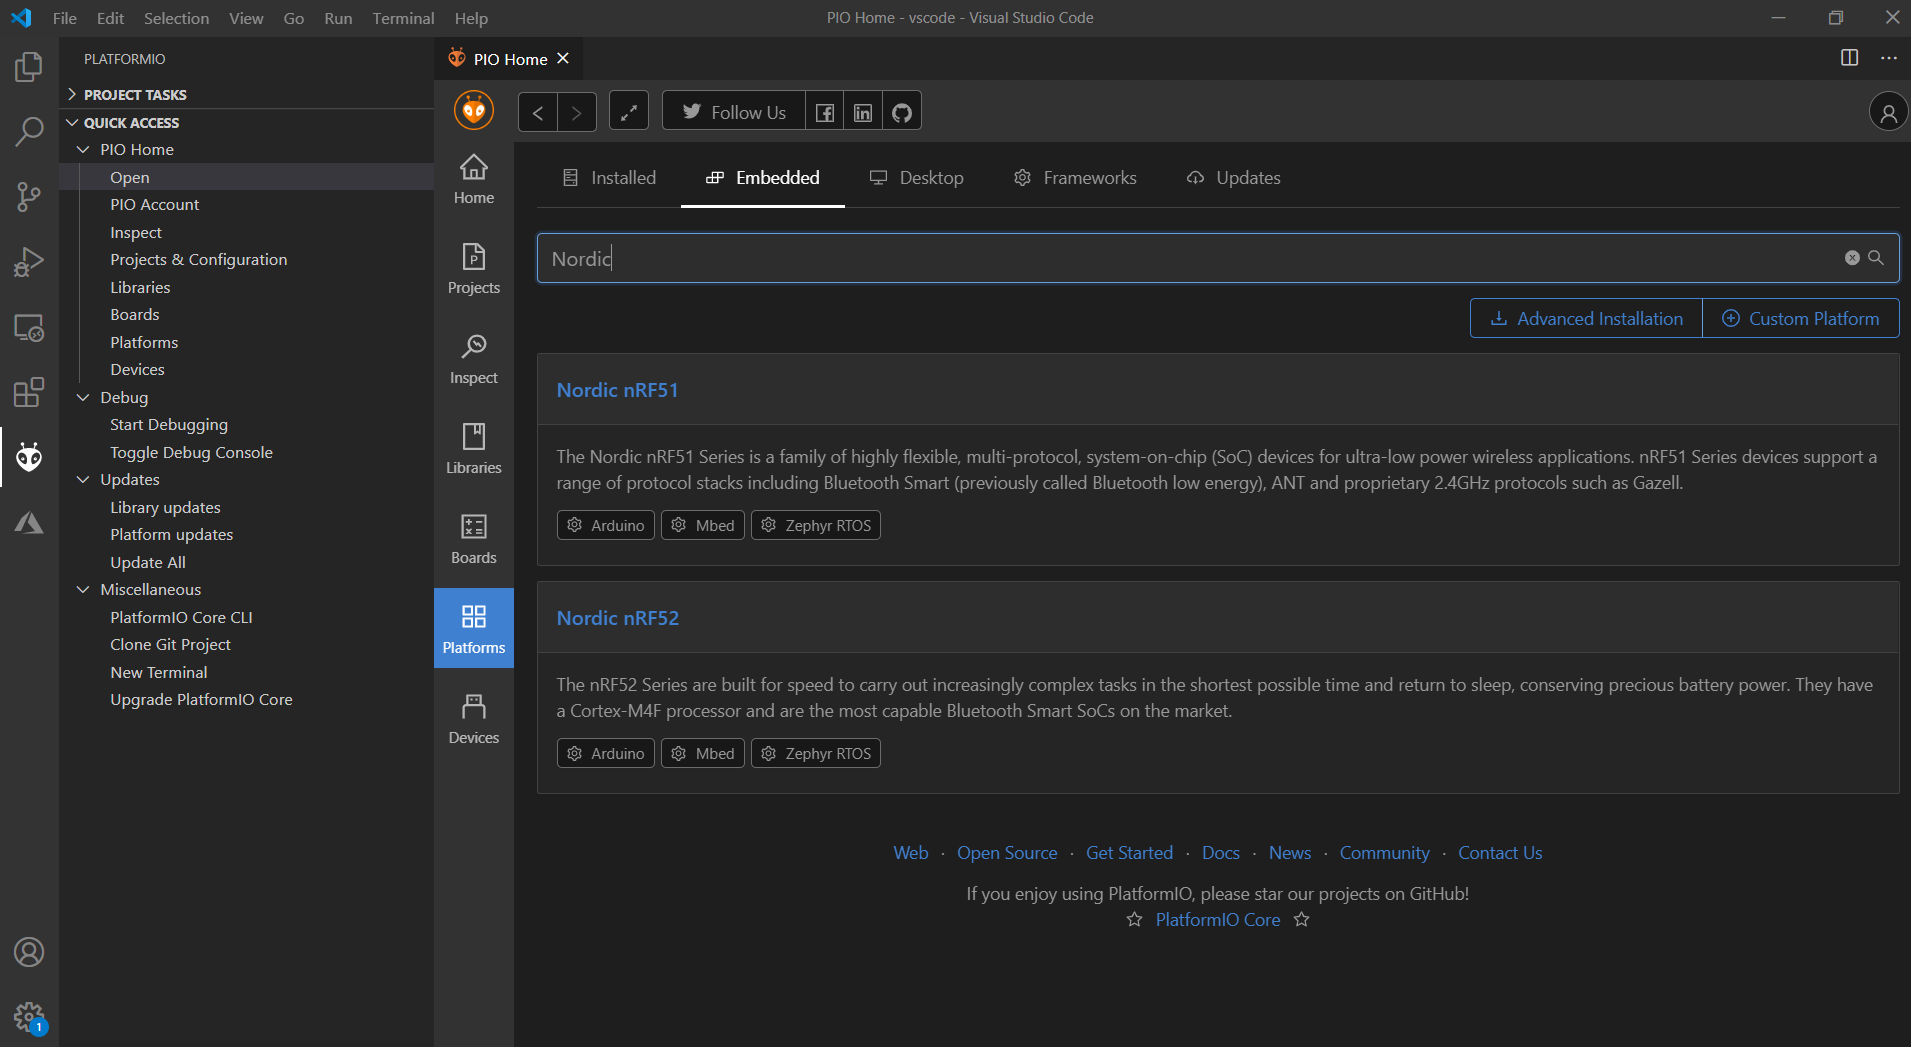 File Edit Selection View Go Run Terminal Help
PIO Home - vscode - Visual Studio Code
PLATFORMIO
PROJECT TASKS
QUICK ACCESS
PIO Home
Open
PIO Account
Inspect
Projects & Configuration
Libraries
Boards
Platforms
Devices
Debug
Start Debugging
Toggle Debug Console
Updates
Library updates
Platform updates
Update All
Miscellaneous
PlatformIO Core CLI
Clone Git Project
New Terminal
Upgrade PlatformIO Core
1
PIO Home
Follow Us
Home
Projects
Inspect
Libraries
Boards
Platforms
Devices
Installed Embedded Desktop Frameworks Updates
Nordic
Advanced Installation Custom Platform
Nordic nRF51
The Nordic nRF51 Series is a family of highly flexible, multi-protocol, system-on-chip (SoC) devices for ultra-low power wireless applications. nRF51 Series devices support a
range of protocol stacks including Bluetooth Smart (previously called Bluetooth low energy), ANT and proprietary 2.4GHz protocols such as Gazell.
Arduino Mbed Zephyr RTOS
Nordic nRF52
The nRF52 Series are built for speed to carry out increasingly complex tasks in the shortest possible time and return to sleep, conserving precious battery power. They have
a Cortex-M4F processor and are the most capable Bluetooth Smart SoCs on the market.
Arduino Mbed Zephyr RTOS
Web · Open Source · Get Started · Docs · News · Community · Contact Us
If you enjoy using PlatformIO, please star our projects on GitHub!
☆ PlatformIO Core ☆